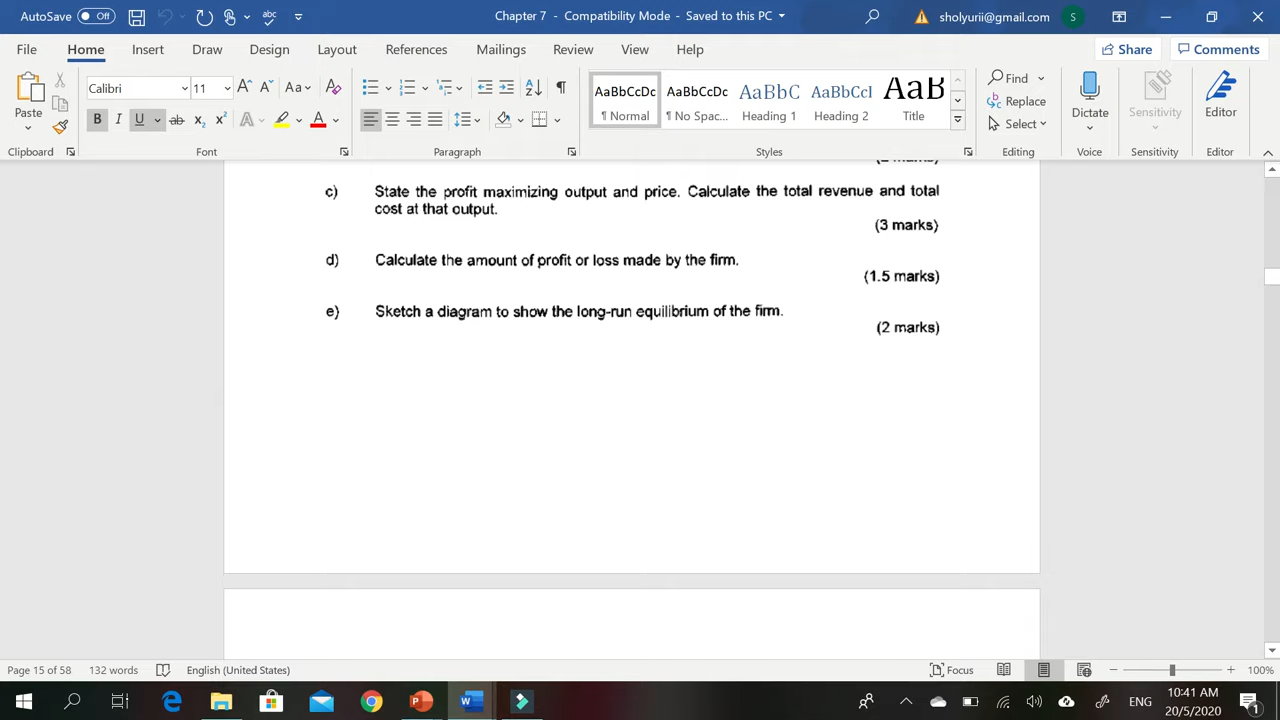 AutoSave Off
Chapter 7 - Compatibility Mode - Saved to this PC
sholyurii@gmail.com S
File Home Insert Draw Design Layout References Mailings Review View Help
Share Comments
Paste
Clipboard
Calibri 11
Aa
B I U ab x₂ x²
Font
Paragraph
AaBbCcDc AaBbCcDc AaBbC AaBbCcI AaB
¶ Normal ¶ No Spac... Heading 1 Heading 2 Title
Styles
Find
Replace
Select
Editing
Dictate
Voice
Sensitivity
Sensitivity
Editor
Editor
c) State the profit maximizing output and price. Calculate the total revenue and total
cost at that output.
(3 marks)
d) Calculate the amount of profit or loss made by the firm.
(1.5 marks)
e) Sketch a diagram to show the long-run equilibrium of the firm.
(2 marks)
Page 15 of 58 132 words English (United States) Focus 100%
ENG 10:41 AM
20/5/2020 1